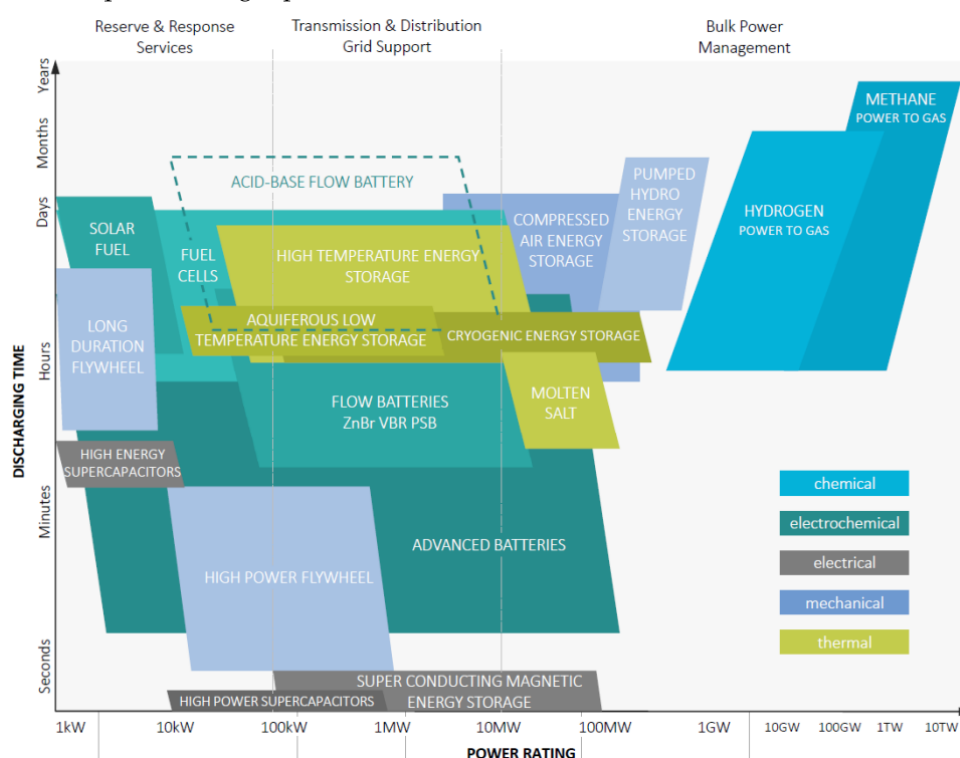 Reserve & Response
Services
Transmission & Distribution
Grid Support
Bulk Power
Management
Years
Months
Days
Hours
Minutes
Seconds
DISCHARGING TIME
METHANE
POWER TO GAS
ACID-BASE FLOW BATTERY
PUMPED
HYDRO
ENERGY
STORAGE
SOLAR
FUEL
FUEL
CELLS
HIGH TEMPERATURE ENERGY
STORAGE
COMPRESSED
AIR ENERGY
STORAGE
HYDROGEN
POWER TO GAS
LONG
DURATION
FLYWHEEL
AQUIFEROUS LOW
TEMPERATURE ENERGY STORAGE
CRYOGENIC ENERGY STORAGE
FLOW BATTERIES
ZnBr VBR PSB
MOLTEN
SALT
HIGH ENERGY
SUPERCAPACITORS
chemical
electrochemical
electrical
mechanical
thermal
ADVANCED BATTERIES
HIGH POWER FLYWHEEL
SUPER CONDUCTING MAGNETIC
ENERGY STORAGE
HIGH POWER SUPERCAPACITORS
1kW 10kW 100kW 1MW 10MW 100MW 1GW 10GW 100GW 1TW 10TW
POWER RATING